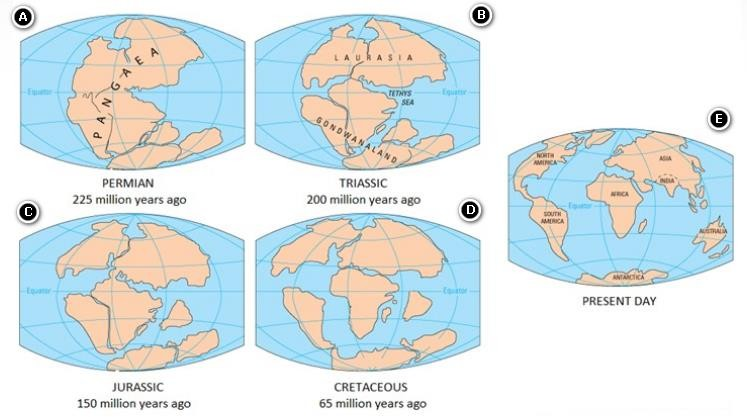 A
PANGAEA
Equator
PERMIAN
225 million years ago
B
LAURASIA
TETHYS
SEA
Equator
GONDWANALAND
TRIASSIC
200 million years ago
C
Equator
JURASSIC
150 million years ago
D
Equator
CRETACEOUS
65 million years ago
E
NORTH
AMERICA
ASIA
INDIA
AFRICA
Equator
SOUTH
AMERICA
AUSTRALIA
ANTARCTICA
PRESENT DAY